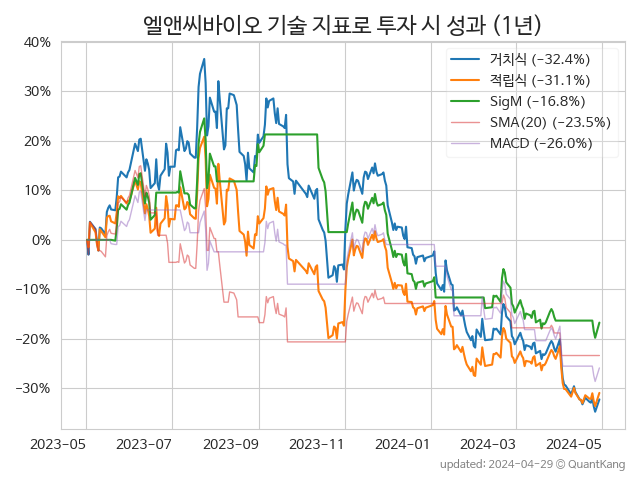 엘앤씨바이오 기술 지표로 투자 시 성과 (1년)
거치식 (−32.4%)
적립식 (−31.1%)
SigM (−16.8%)
SMA(20) (−23.5%)
MACD (−26.0%)
40%
30%
20%
10%
0%
−10%
−20%
−30%
2023-05 2023-07 2023-09 2023-11 2024-01 2024-03 2024-05
updated: 2024-04-29 © QuantKang